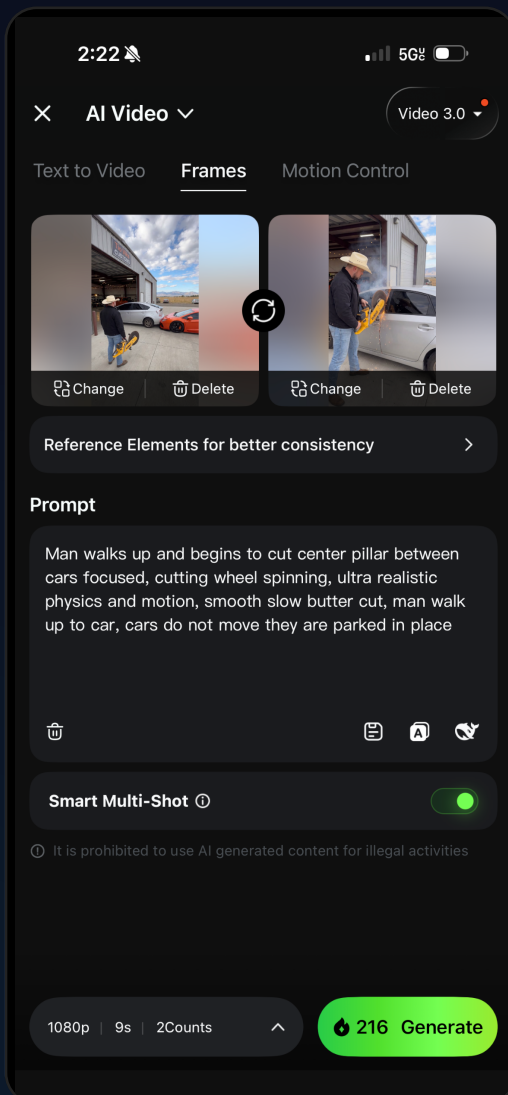 2:22
5G UC
AI Video
Video 3.0
Text to Video
Frames
Motion Control
Change
Delete
Change
Delete
Reference Elements for better consistency
Prompt
Man walks up and begins to cut center pillar between
cars focused, cutting wheel spinning, ultra realistic
physics and motion, smooth slow butter cut, man walk
up to car, cars do not move they are parked in place
A
Smart Multi-Shot
It is prohibited to use AI generated content for illegal activities
1080p | 9s | 2Counts
216 Generate